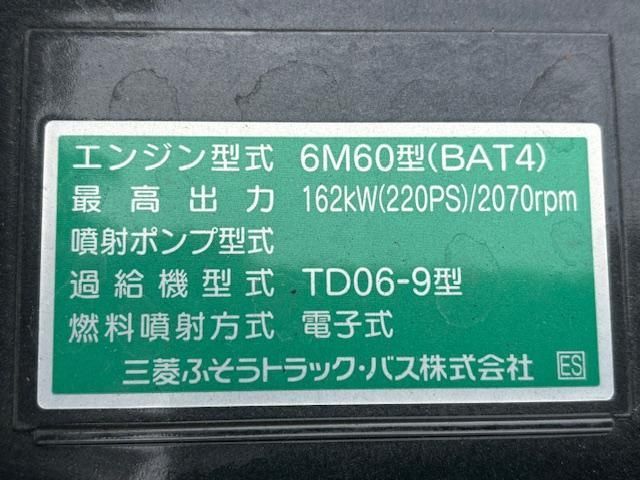 エンジン型式 6M60型(BAT4)
最高出力 162kW(220PS)/2070rpm
噴射ポンプ型式
過給機型式 TD06-9型
燃料噴射方式 電子式
三菱ふそうトラック・バス株式会社 ES